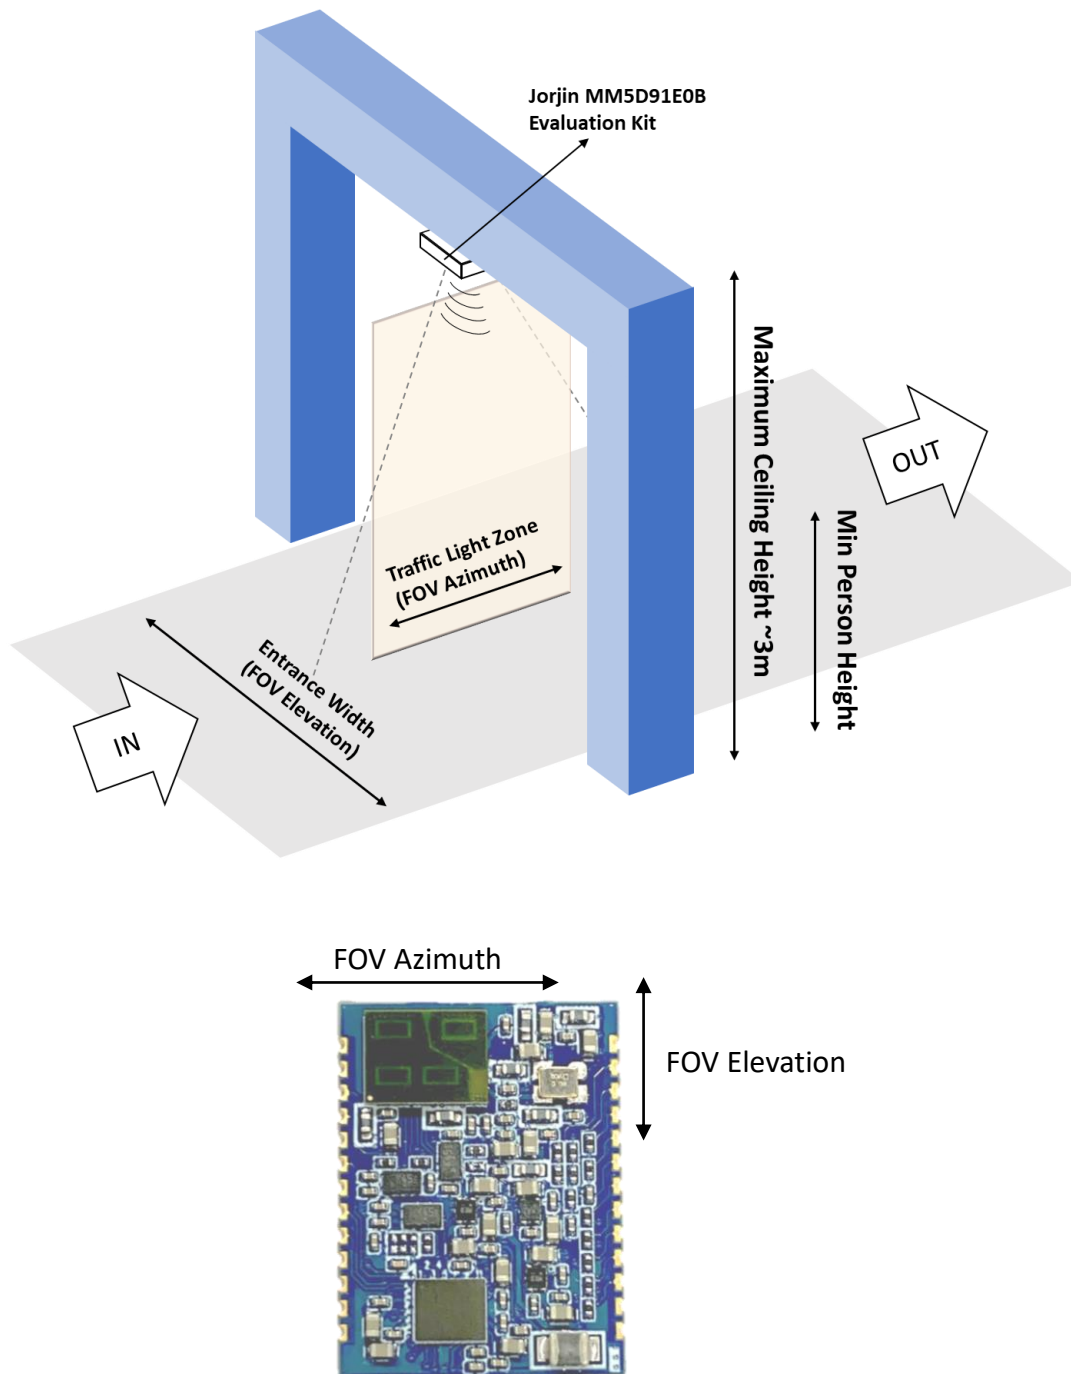 Jorjin MM5D91E0B
Evaluation Kit
Maximum Ceiling Height ~3m
OUT
Min Person Height
Traffic Light Zone
(FOV Azimuth)
Entrance Width
(FOV Elevation)
IN
FOV Azimuth
FOV Elevation